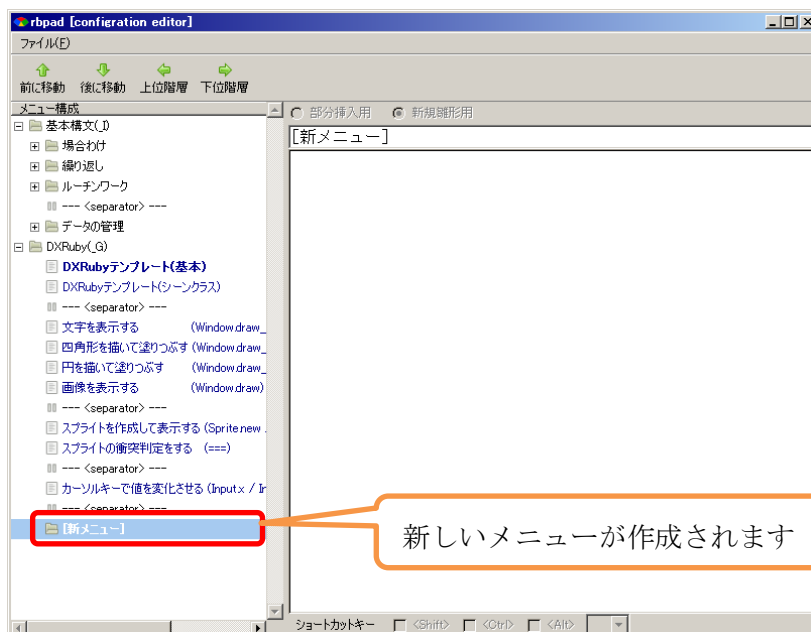 rbpad [configration editor]
ファイル(F)
前に移動 後に移動 上位階層 下位階層
メニュー構成
部分挿入用 新規雛形用
[新メニュー]
基本構文(_I)
場合わけ
繰り返し
ルーチンワーク
--- <separator> ---
データの管理
DXRuby(_G)
DXRubyテンプレート(基本)
DXRubyテンプレート(シーンクラス)
--- <separator> ---
文字を表示する (Window.draw_
四角形を描いて塗りつぶす (Window.draw_
円を描いて塗りつぶす (Window.draw_
画像を表示する (Window.draw)
--- <separator> ---
スプライトを作成して表示する (Sprite.new .
スプライトの衝突判定をする (===)
--- <separator> ---
カーソルキーで値を変化させる (Input.x / In
--- <separator> ---
[新メニュー]
新しいメニューが作成されます
ショートカットキー <Shift> <Ctrl> <Alt>